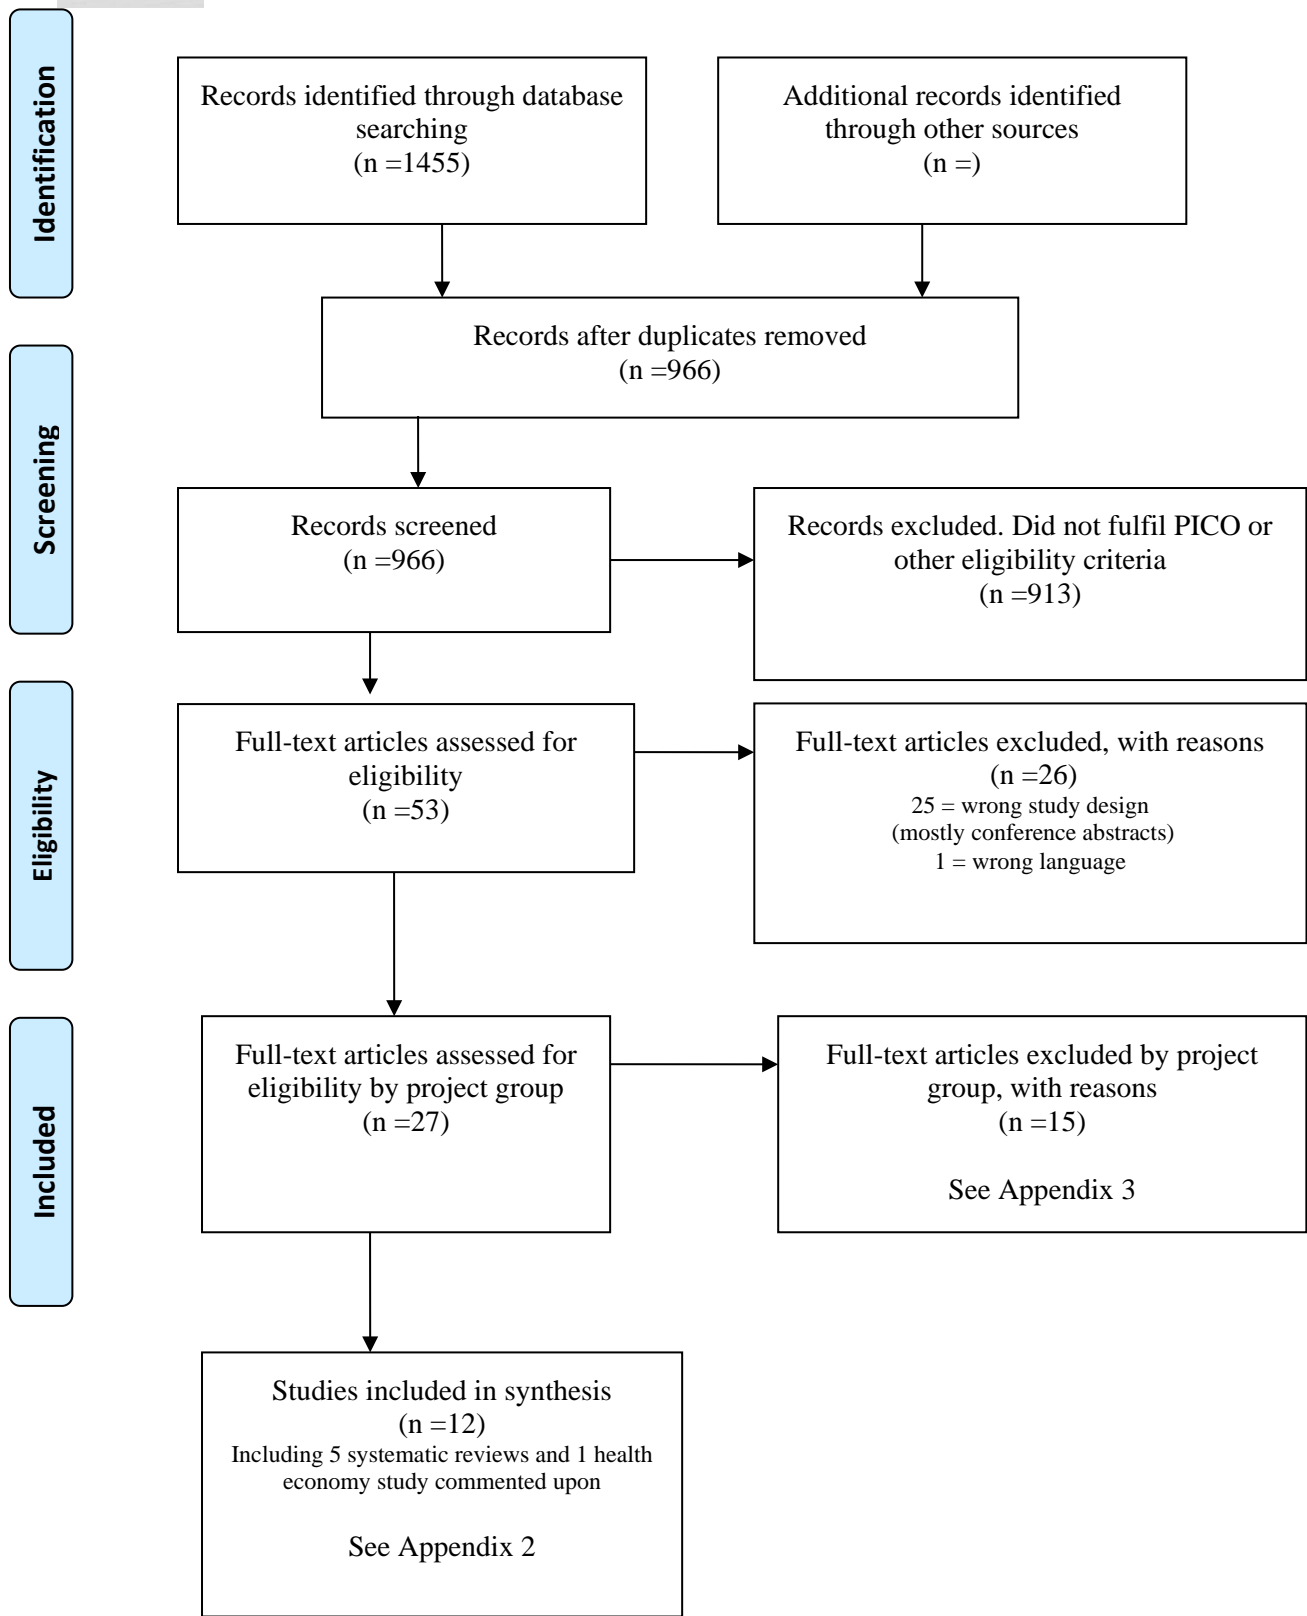 Identification
Records identified through database
searching
(n =1455)
Additional records identified
through other sources
(n =)
Records after duplicates removed
(n =966)
Screening
Records screened
(n =966)
Records excluded. Did not fulfil PICO or
other eligibility criteria
(n =913)
Eligibility
Full-text articles assessed for
eligibility
(n =53)
Full-text articles excluded, with reasons
(n =26)
25 = wrong study design
(mostly conference abstracts)
1 = wrong language
Included
Full-text articles assessed for
eligibility by project group
(n =27)
Full-text articles excluded by project
group, with reasons
(n =15)
See Appendix 3
Studies included in synthesis
(n =12)
Including 5 systematic reviews and 1 health
economy study commented upon
See Appendix 2